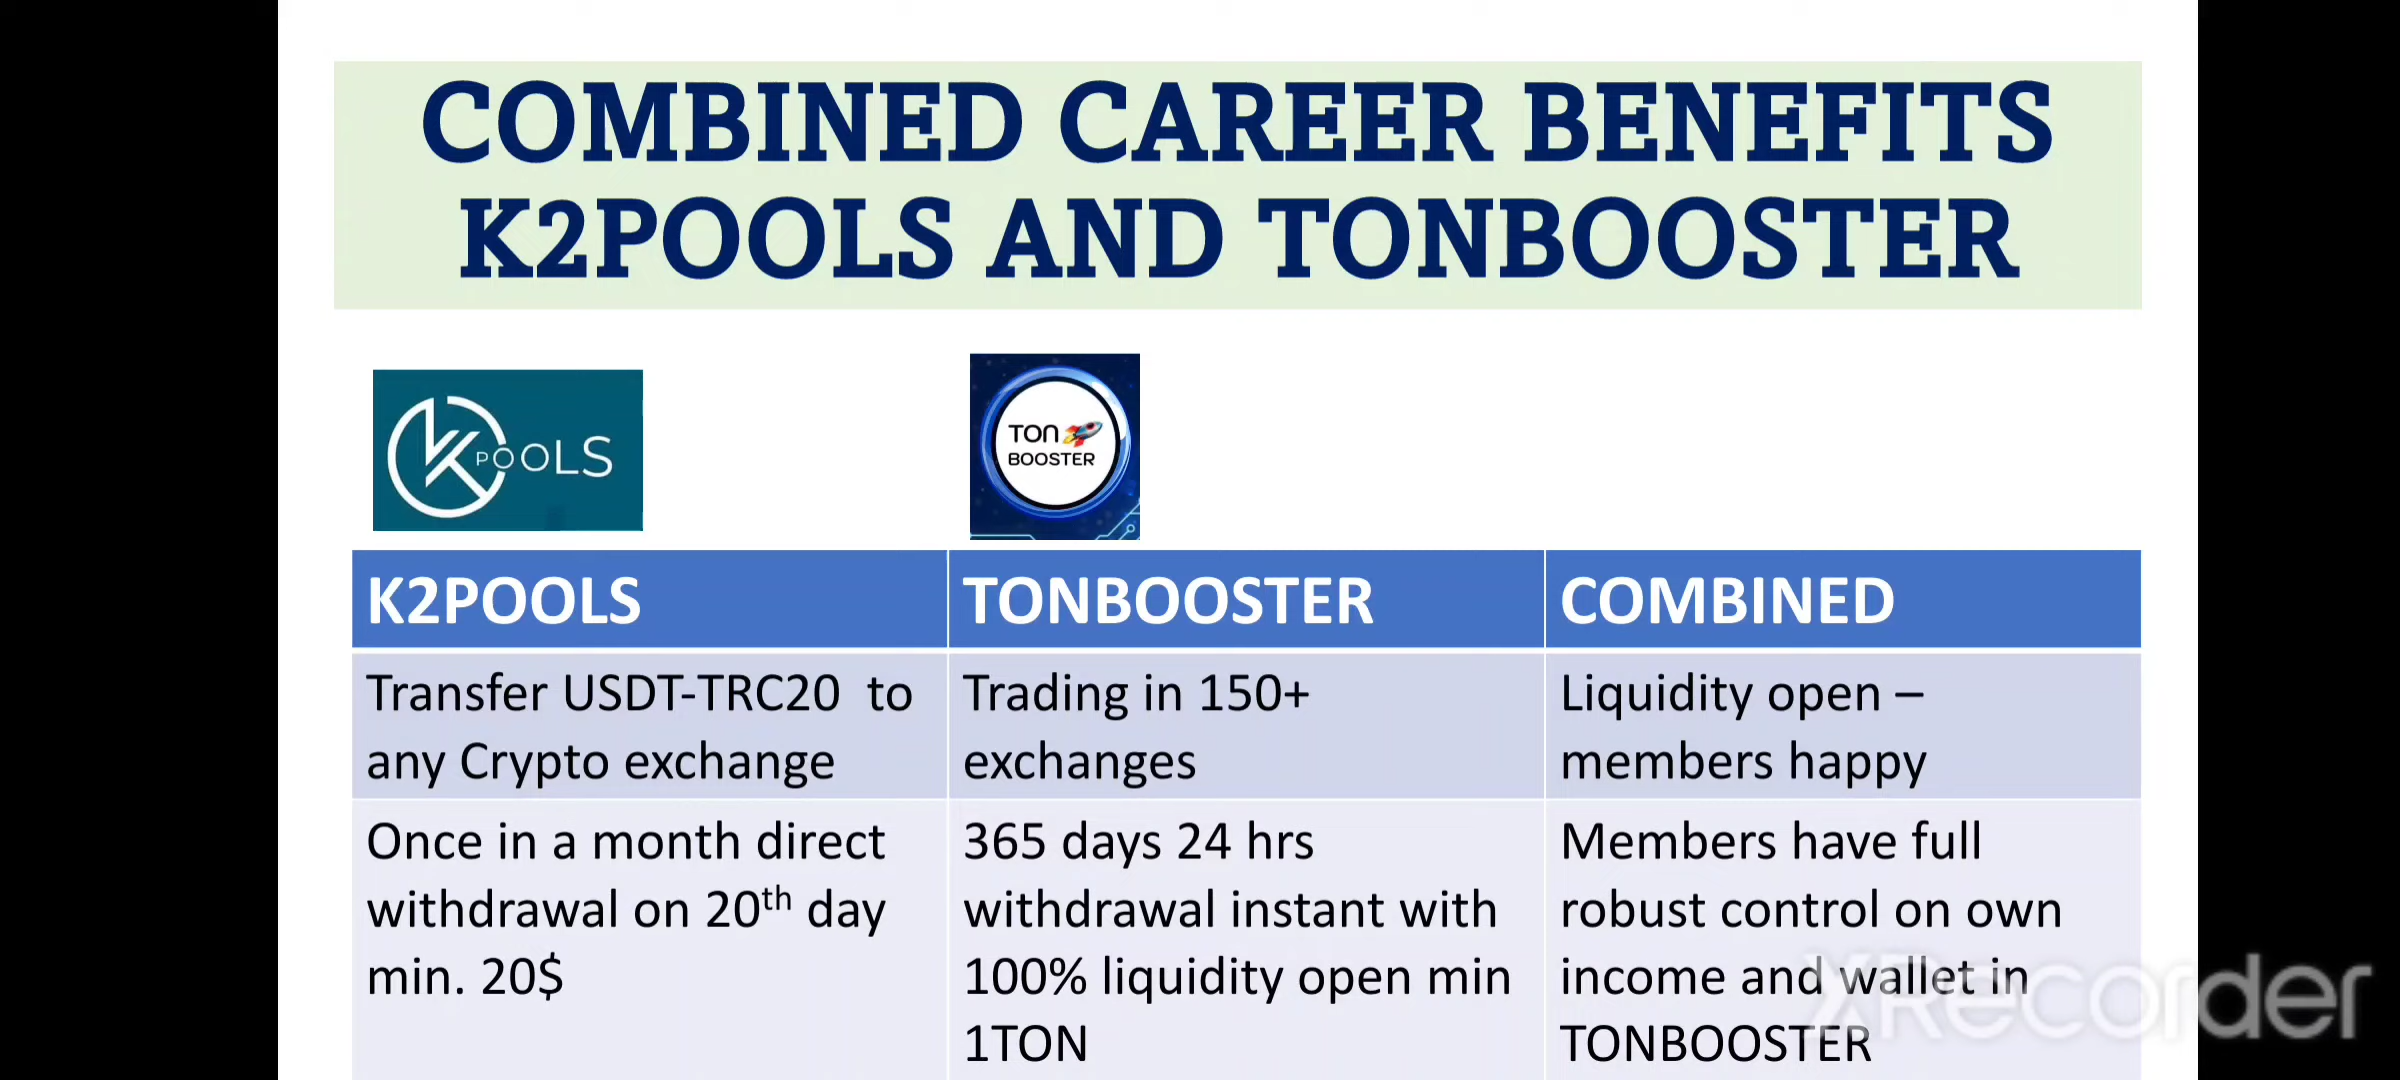 COMBINED CAREER BENEFITS
K2POOLS AND TONBOOSTER
K POOLS
TON
BOOSTER
K2POOLS
TONBOOSTER
COMBINED
Transfer USDT-TRC20 to
any Crypto exchange
Trading in 150+
exchanges
Liquidity open –
members happy
Once in a month direct
withdrawal on 20th day
min. 20$
365 days 24 hrs
withdrawal instant with
100% liquidity open min
1TON
Members have full
robust control on own
income and wallet in
TONBOOSTER
XRecorder